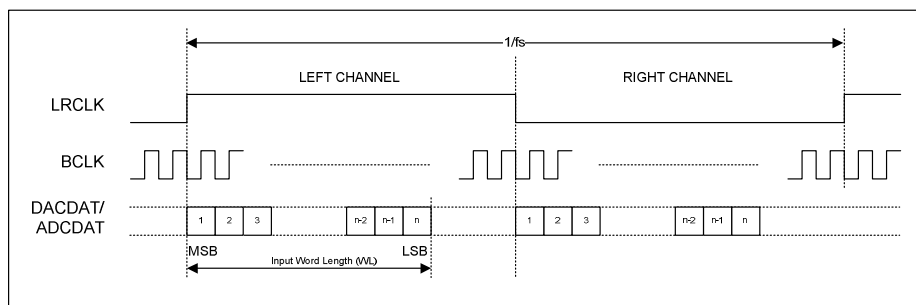 1/fs
LEFT CHANNEL
RIGHT CHANNEL
LRCLK
BCLK
DACDAT/
ADCDAT
1 2 3 n-2 n-1 n 1 2 3 n-2 n-1 n
MSB LSB
Input Word Length (WL)